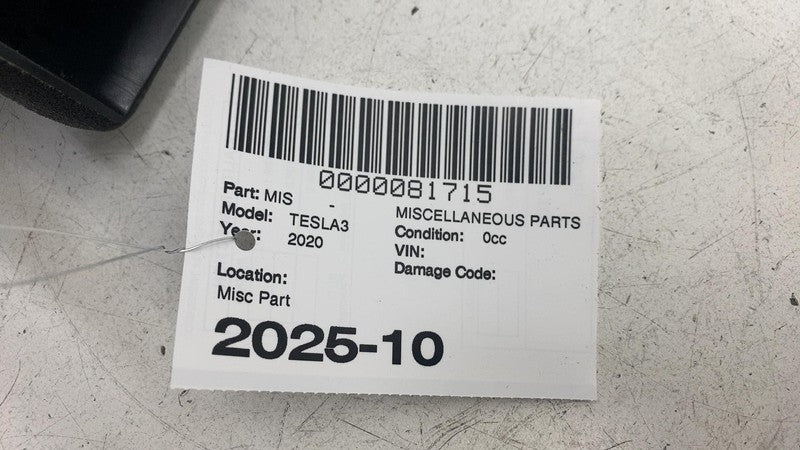 0000081715
Part: MIS - MISCELLANEOUS PARTS
Model: TESLA3 Condition: 0cc
Year: 2020 VIN:
Damage Code:
Location:
Misc Part
2025-10